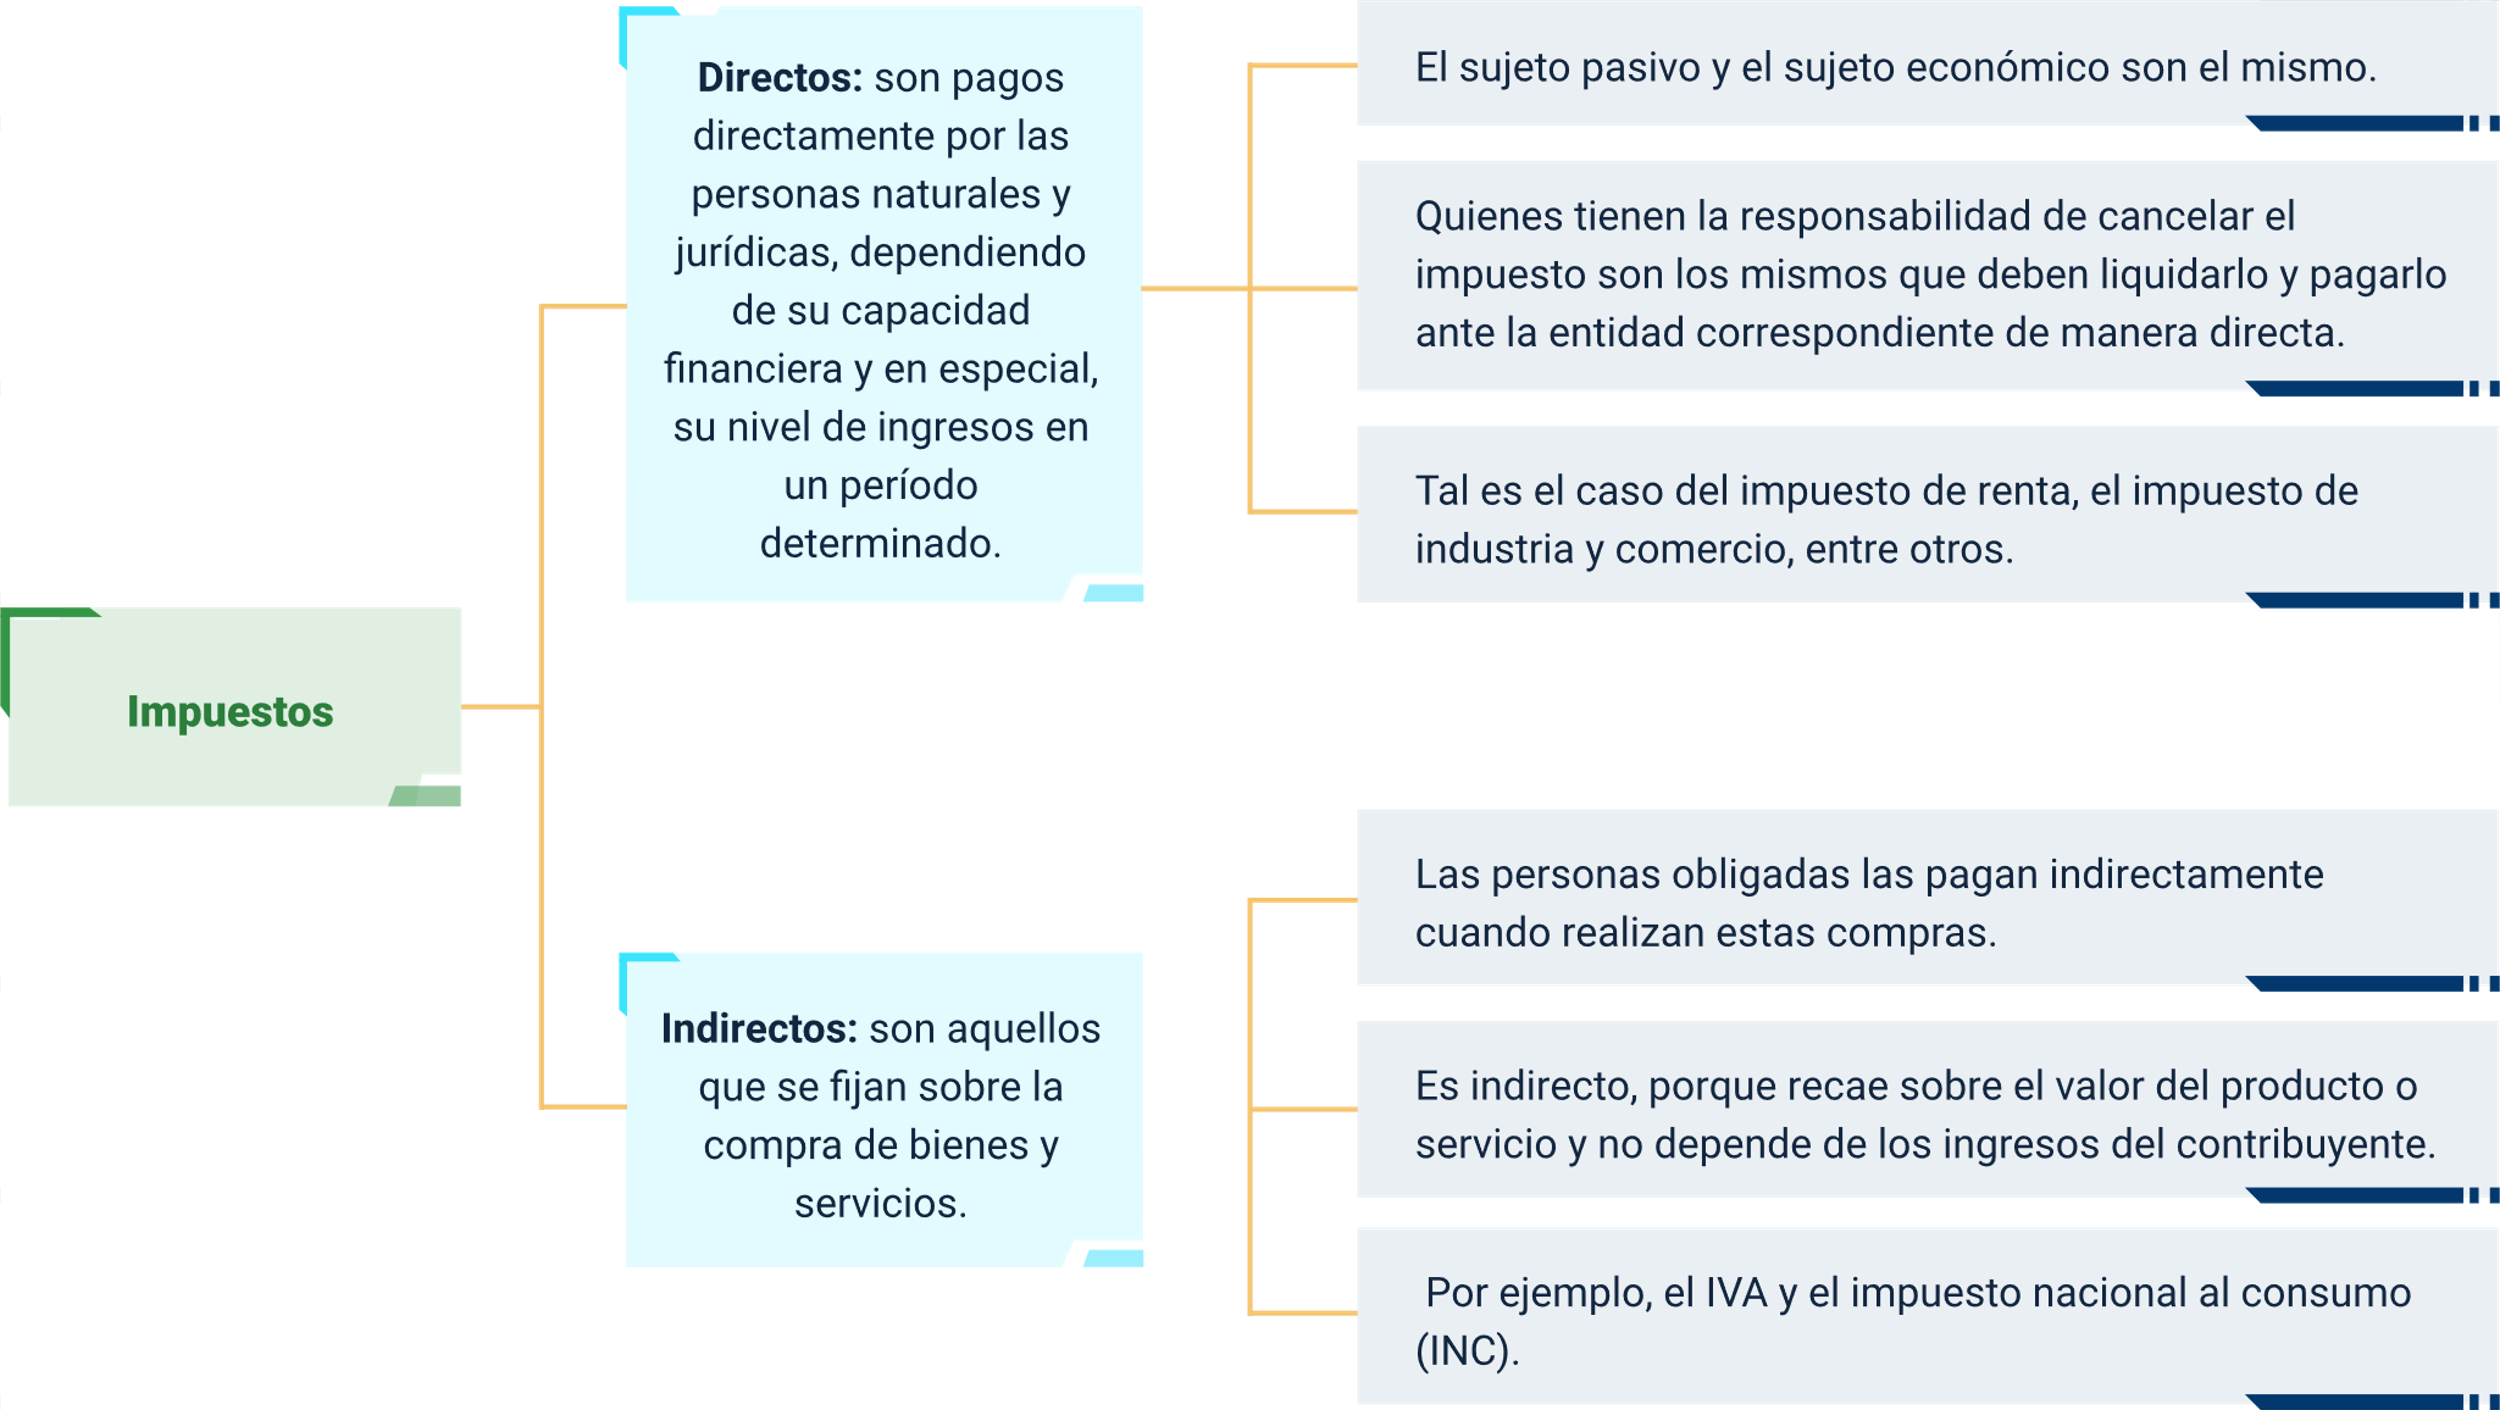 Impuestos
Directos: son pagos
directamente por las
personas naturales y
jurídicas, dependiendo
de su capacidad
financiera y en especial,
su nivel de ingresos en
un período
determinado.
El sujeto pasivo y el sujeto económico son el mismo.
Quienes tienen la responsabilidad de cancelar el
impuesto son los mismos que deben liquidarlo y pagarlo
ante la entidad correspondiente de manera directa.
Tal es el caso del impuesto de renta, el impuesto de
industria y comercio, entre otros.
Indirectos: son aquellos
que se fijan sobre la
compra de bienes y
servicios.
Las personas obligadas las pagan indirectamente
cuando realizan estas compras.
Es indirecto, porque recae sobre el valor del producto o
servicio y no depende de los ingresos del contribuyente.
Por ejemplo, el IVA y el impuesto nacional al consumo
(INC).